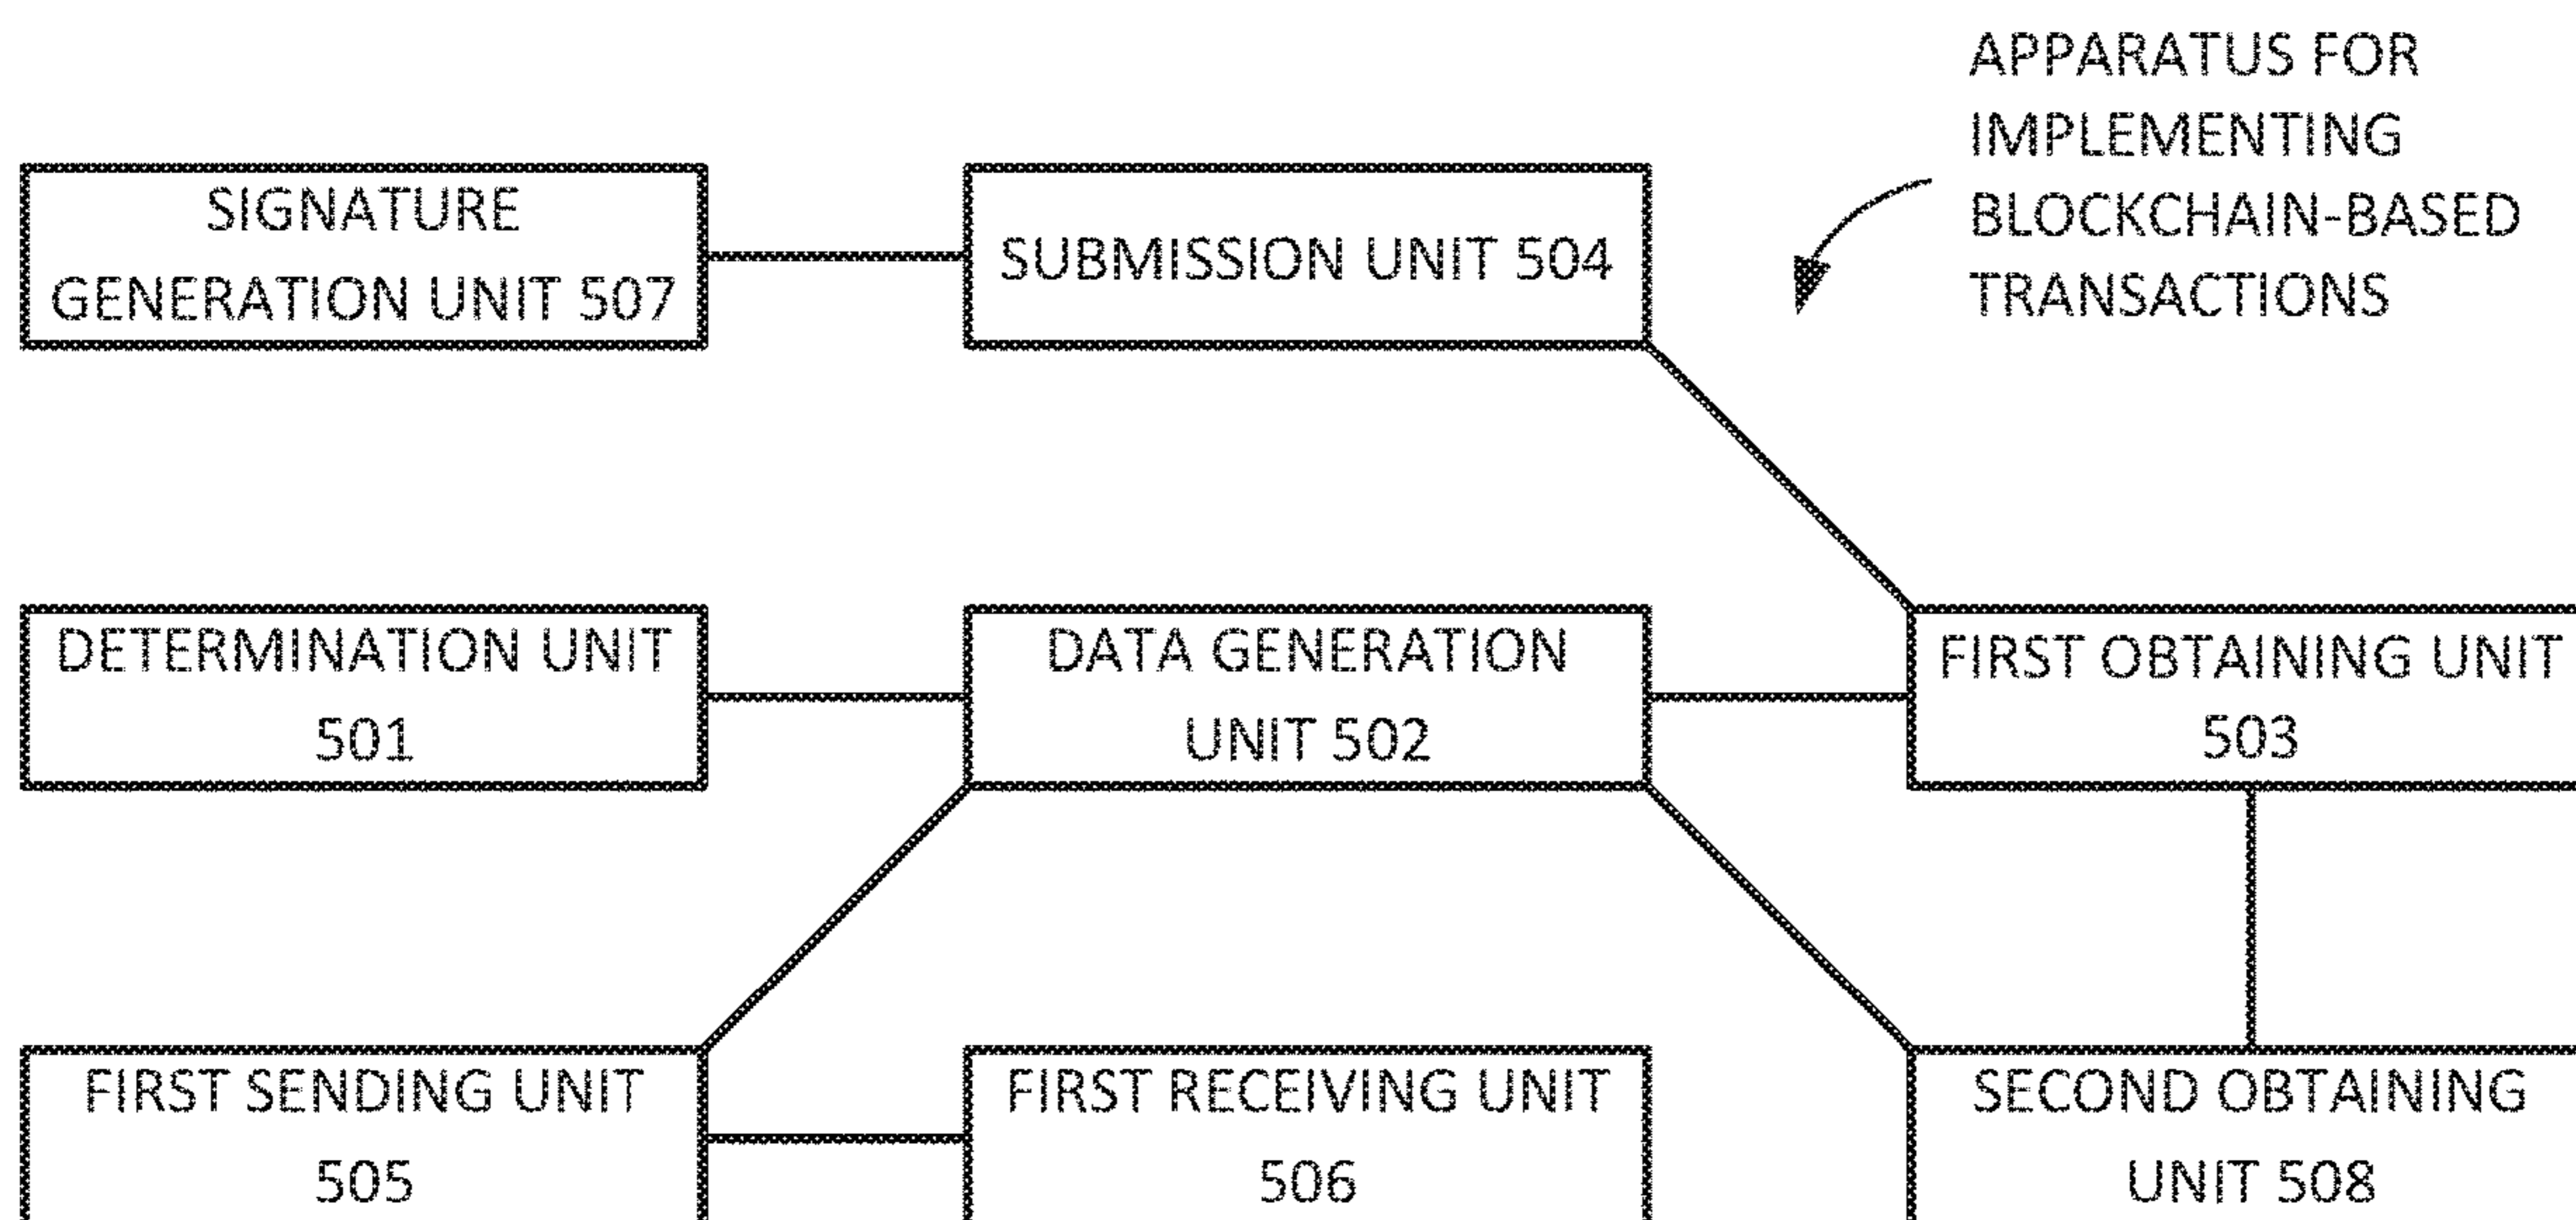 APPARATUS FOR
IMPLEMENTING
BLOCKCHAIN-BASED
TRANSACTIONS
SIGNATURE
GENERATION UNIT 507
SUBMISSION UNIT 504
DETERMINATION UNIT
501
DATA GENERATION
UNIT 502
FIRST OBTAINING UNIT
503
FIRST SENDING UNIT
505
FIRST RECEIVING UNIT
506
SECOND OBTAINING
UNIT 508